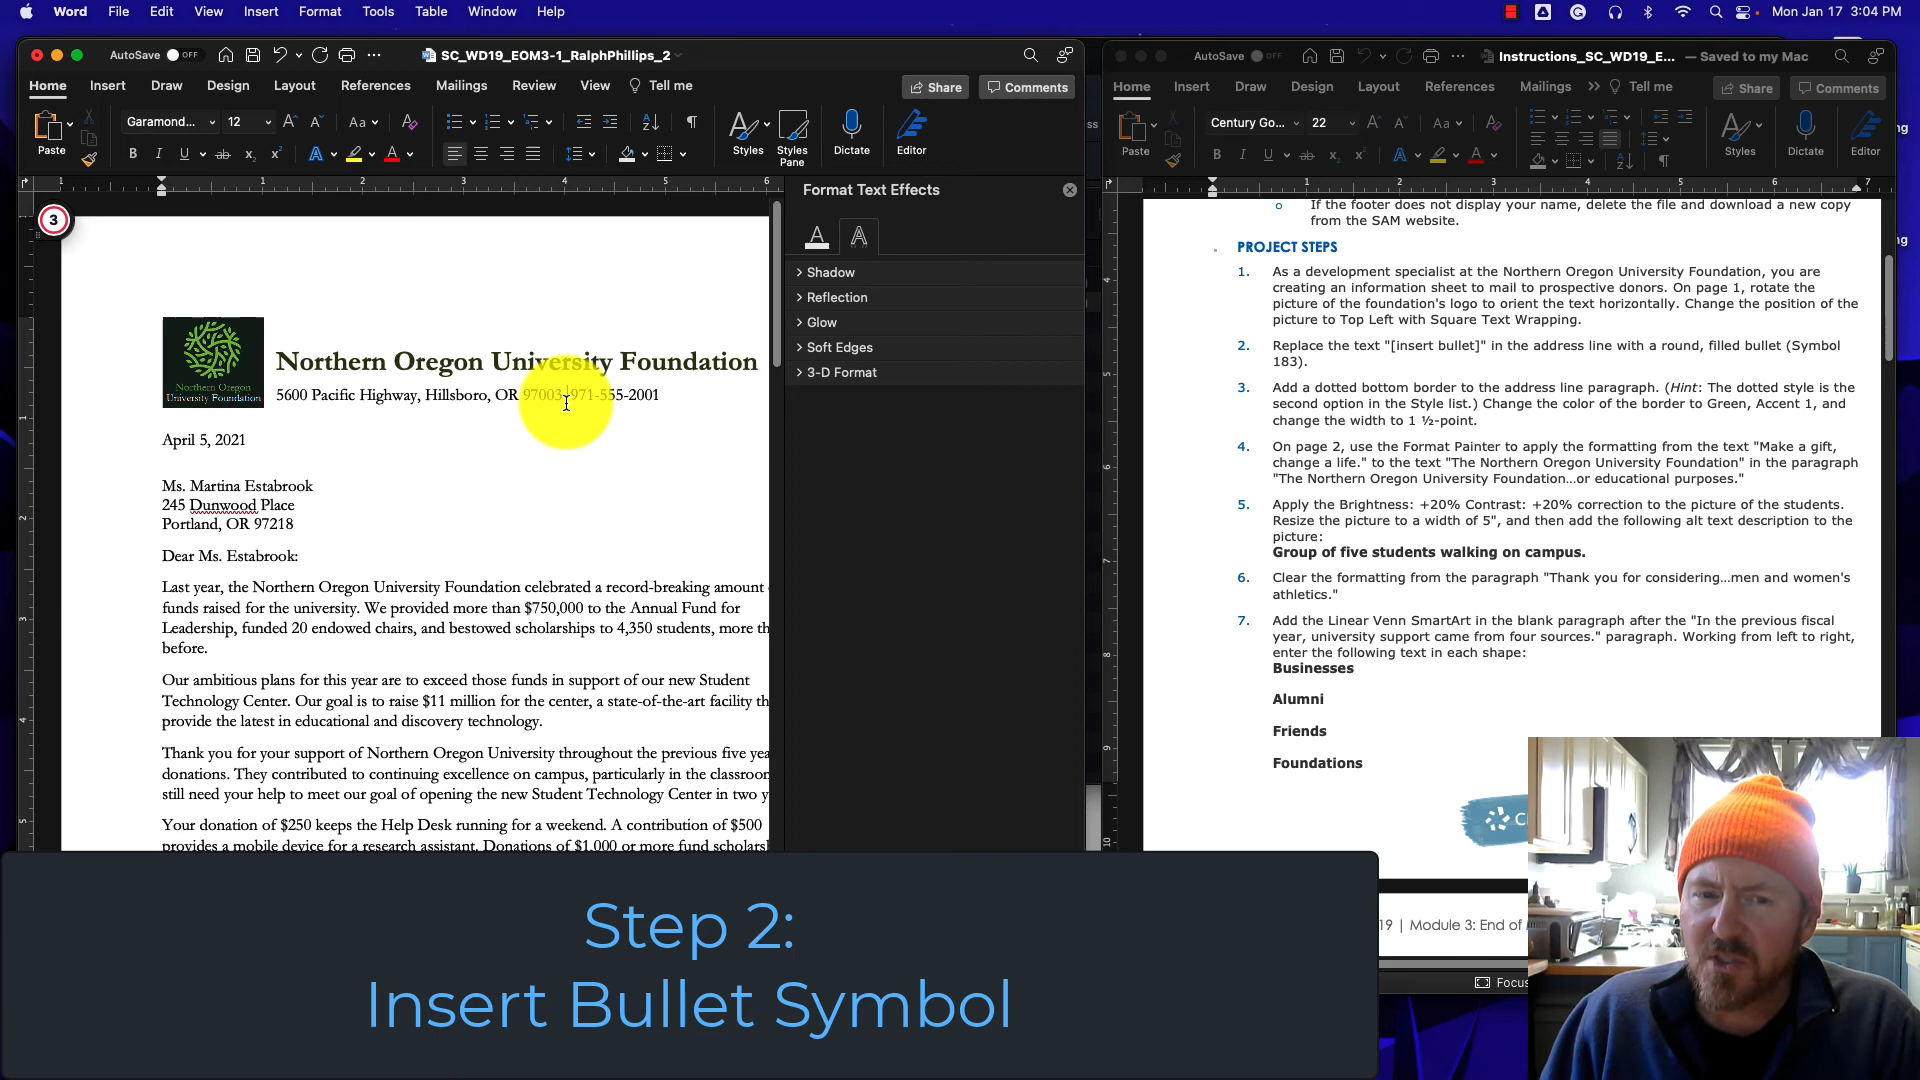 Word File Edit View Insert Format Tools Table Window Help
Mon Jan 17 3:04 PM
AutoSave OFF
SC_WD19_EOM3-1_RalphPhillips_2
Home Insert Draw Design Layout References Mailings Review View Tell me
Share Comments
Garamond... 12
Paste Styles Styles Pane Dictate Editor
Format Text Effects
Shadow
Reflection
Glow
Soft Edges
3-D Format
3
Northern Oregon
University Foundation
Northern Oregon University Foundation
5600 Pacific Highway, Hillsboro, OR 97003 971-555-2001
April 5, 2021
Ms. Martina Estabrook
245 Dunwood Place
Portland, OR 97218
Dear Ms. Estabrook:
Last year, the Northern Oregon University Foundation celebrated a record-breaking amount
funds raised for the university. We provided more than $750,000 to the Annual Fund for
Leadership, funded 20 endowed chairs, and bestowed scholarships to 4,350 students, more th
before.
Our ambitious plans for this year are to exceed those funds in support of our new Student
Technology Center. Our goal is to raise $11 million for the center, a state-of-the-art facility th
provide the latest in educational and discovery technology.
Thank you for your support of Northern Oregon University throughout the previous five yea
donations. They contributed to continuing excellence on campus, particularly in the classroom
still need your help to meet our goal of opening the new Student Technology Center in two y
Your donation of $250 keeps the Help Desk running for a weekend. A contribution of $500
provides a mobile device for a research assistant. Donations of $1,000 or more fund scholarsh
AutoSave OFF
Instructions_SC_WD19_E... — Saved to my Mac
Home Insert Draw Design Layout References Mailings Tell me
Share Comments
Century Go... 22
Paste Styles Dictate Editor
o If the footer does not display your name, delete the file and download a new copy
from the SAM website.
PROJECT STEPS
1. As a development specialist at the Northern Oregon University Foundation, you are
creating an information sheet to mail to prospective donors. On page 1, rotate the
picture of the foundation's logo to orient the text horizontally. Change the position of the
picture to Top Left with Square Text Wrapping.
2. Replace the text "[insert bullet]" in the address line with a round, filled bullet (Symbol
183).
3. Add a dotted bottom border to the address line paragraph. (Hint: The dotted style is the
second option in the Style list.) Change the color of the border to Green, Accent 1, and
change the width to 1 ½-point.
4. On page 2, use the Format Painter to apply the formatting from the text "Make a gift,
change a life." to the text "The Northern Oregon University Foundation" in the paragraph
"The Northern Oregon University Foundation…or educational purposes."
5. Apply the Brightness: +20% Contrast: +20% correction to the picture of the students.
Resize the picture to a width of 5", and then add the following alt text description to the
picture:
Group of five students walking on campus.
6. Clear the formatting from the paragraph "Thank you for considering…men and women's
athletics."
7. Add the Linear Venn SmartArt in the blank paragraph after the "In the previous fiscal
year, university support came from four sources." paragraph. Working from left to right,
enter the following text in each shape:
Businesses
Alumni
Friends
Foundations
19 | Module 3: End of
Focus
Step 2:
Insert Bullet Symbol